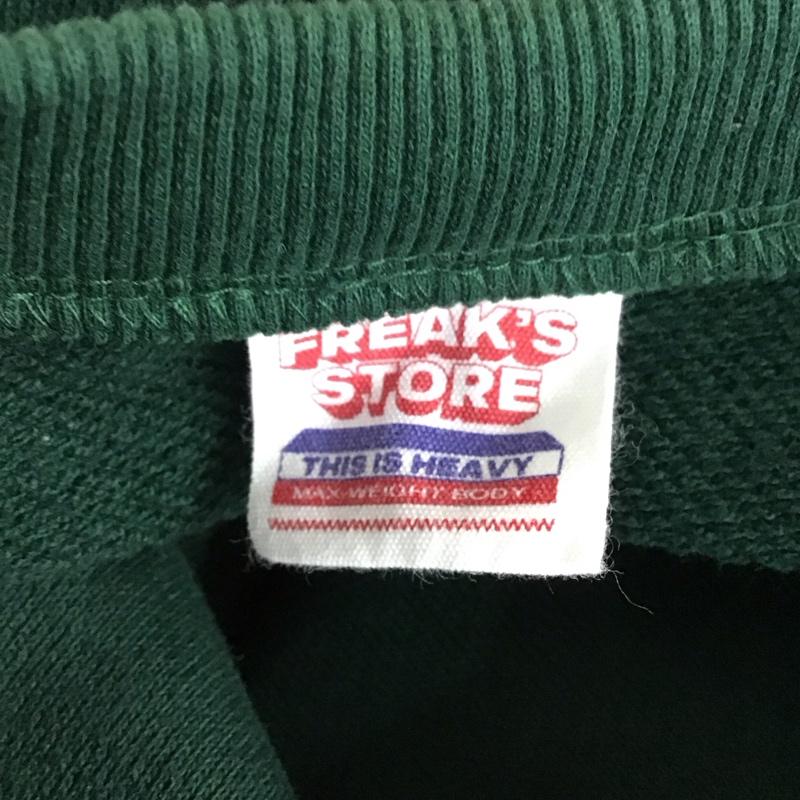 FREAK'S
STORE
THIS IS HEAVY
MAX-WEIGHT BODY